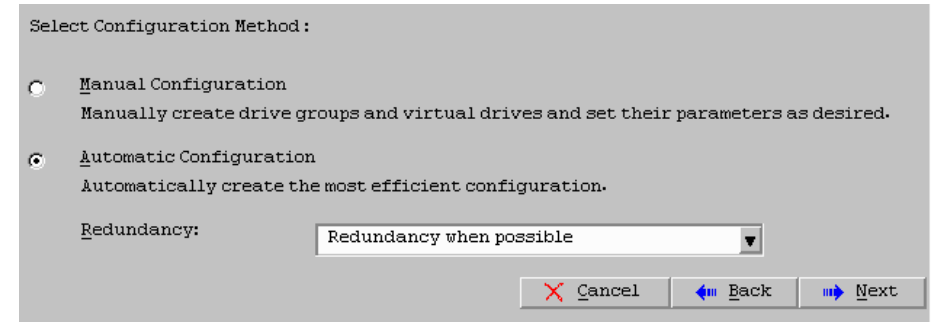 Select Configuration Method:
Manual Configuration
Manually create drive groups and virtual drives and set their parameters as desired.
Automatic Configuration
Automatically create the most efficient configuration.
Redundancy:
Redundancy when possible
Cancel
Back
Next